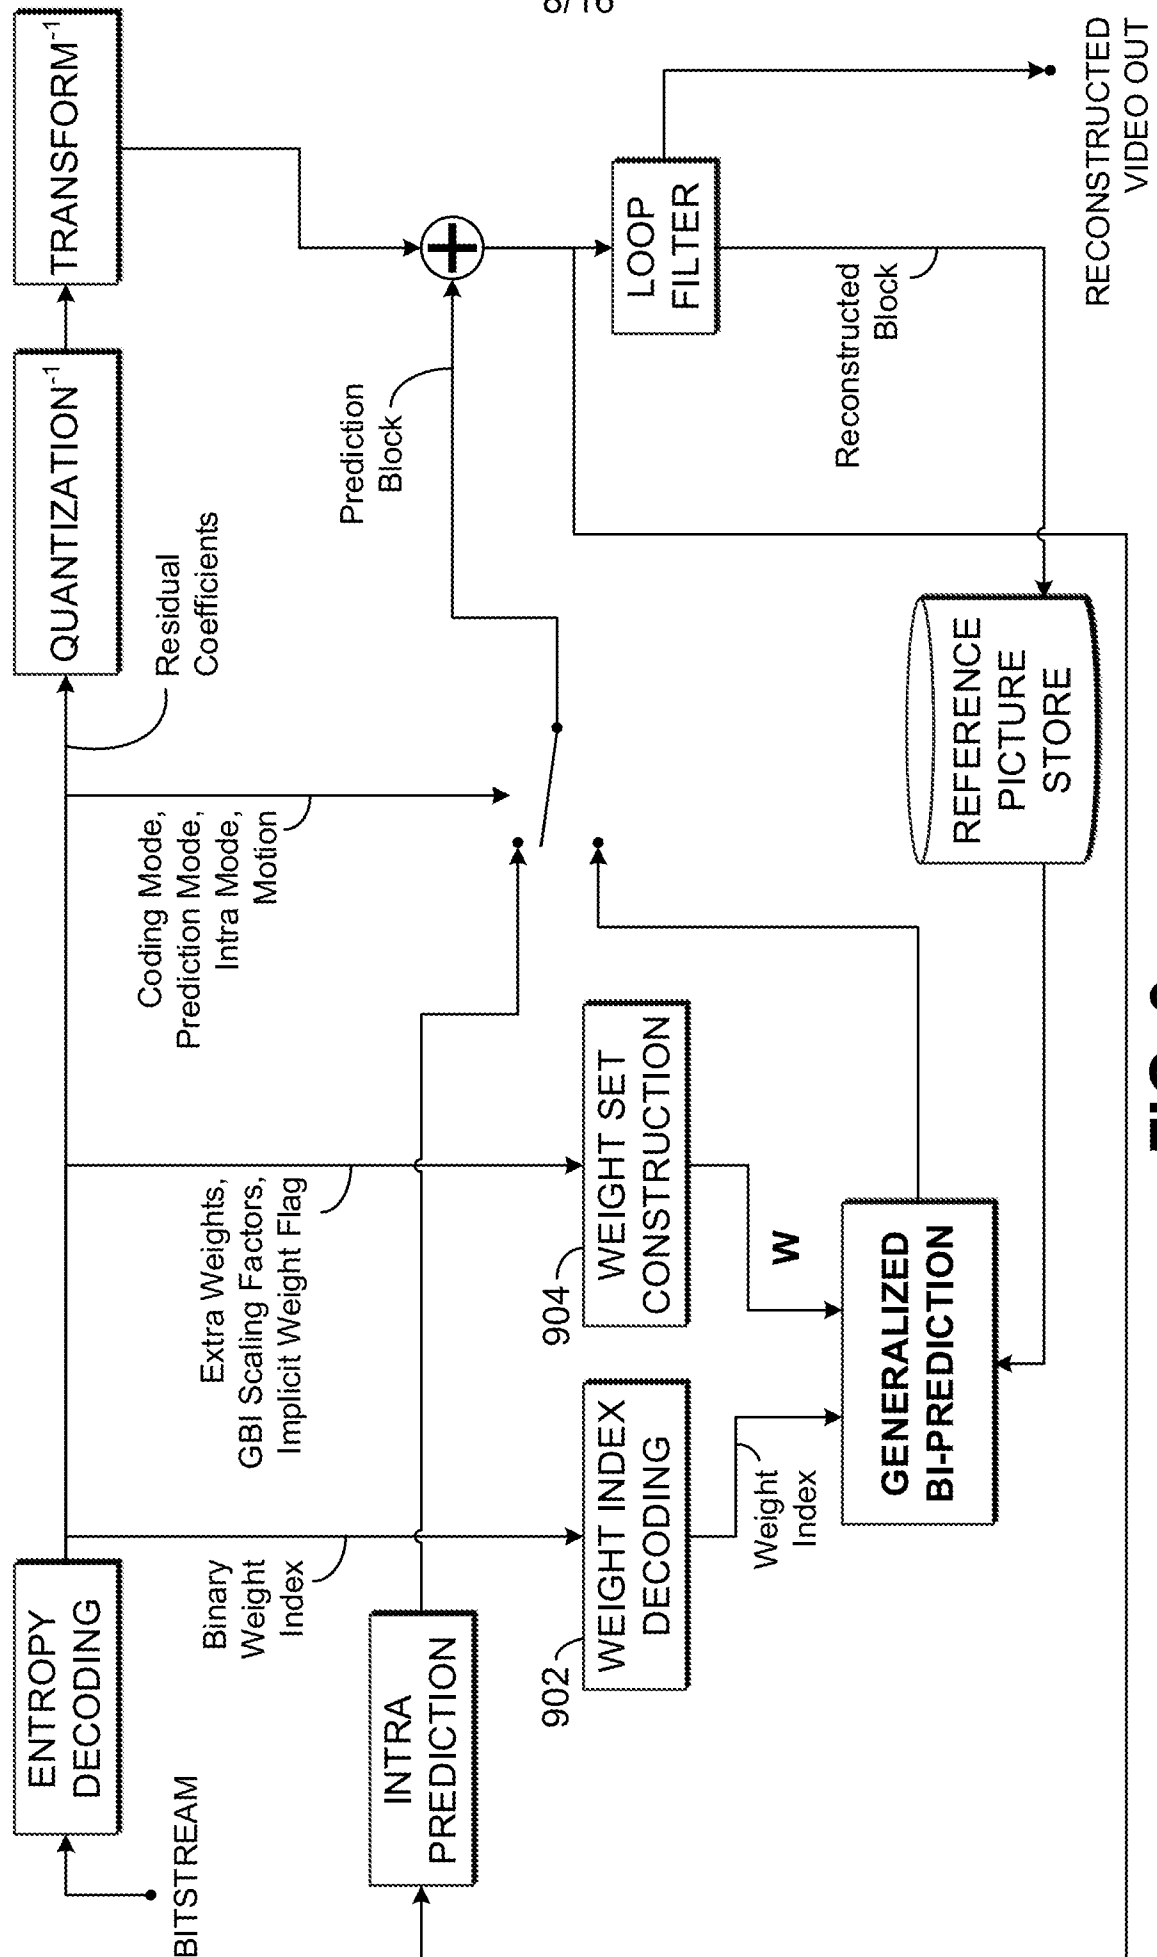 8/16
ENTROPY
DECODING
QUANTIZATION-1
TRANSFORM-1
BITSTREAM
Binary
Weight
Index
Extra Weights,
GBI Scaling Factors,
Implicit Weight Flag
Coding Mode,
Prediction Mode,
Intra Mode,
Motion
Residual
Coefficients
Prediction
Block
INTRA
PREDICTION
902
WEIGHT INDEX
DECODING
904
WEIGHT SET
CONSTRUCTION
LOOP
FILTER
Weight
Index
W
GENERALIZED
BI-PREDICTION
REFERENCE
PICTURE
STORE
Reconstructed
Block
RECONSTRUCTED
VIDEO OUT